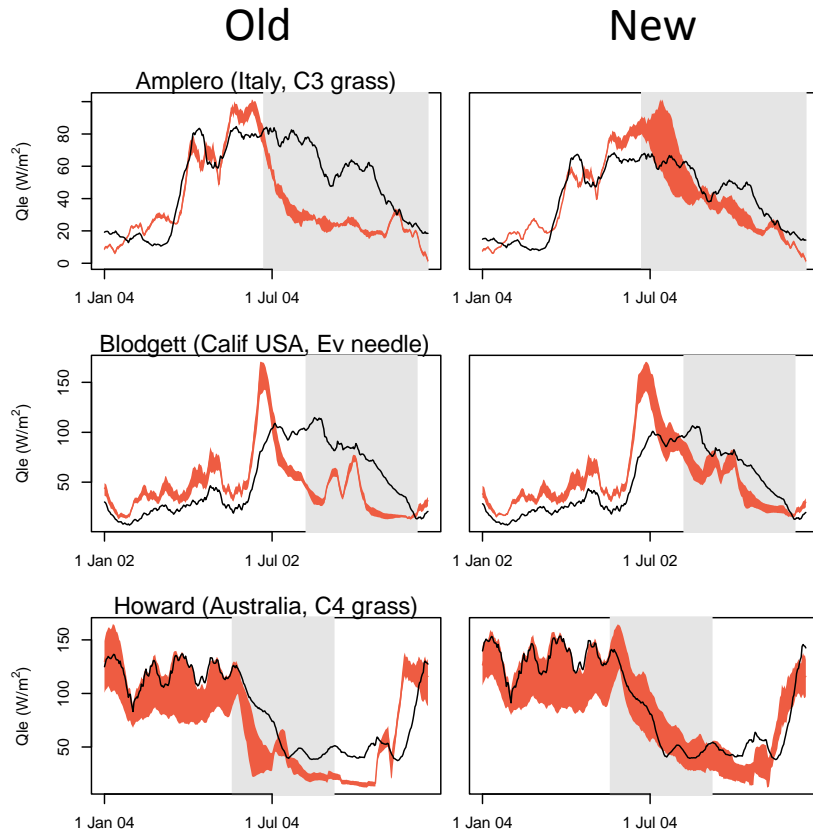 Old New
Amplero (Italy, C3 grass)
Qle (W/m²)
80
60
40
20
0
1 Jan 04 1 Jul 04 1 Jan 04 1 Jul 04
Blodgett (Calif USA, Ev needle)
Qle (W/m²)
150
100
50
1 Jan 02 1 Jul 02 1 Jan 02 1 Jul 02
Howard (Australia, C4 grass)
Qle (W/m²)
150
100
50
1 Jan 04 1 Jul 04 1 Jan 04 1 Jul 04